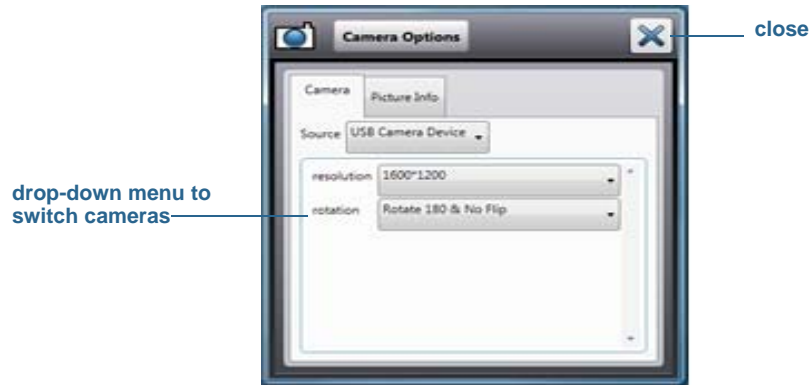 Camera Options
close
Camera
Picture Info
Source USB Camera Device
resolution 1600*1200
drop-down menu to
switch cameras
rotation Rotate 180 & No Flip